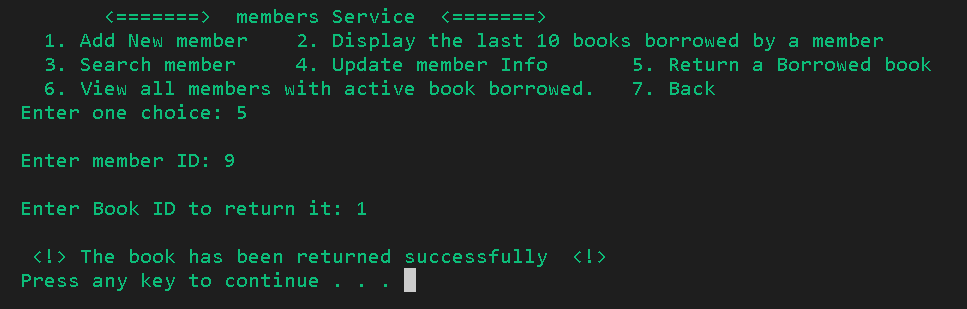 <=======>  members Service  <=======>
1. Add New member    2. Display the last 10 books borrowed by a member
3. Search member     4. Update member Info       5. Return a Borrowed book
6. View all members with active book borrowed.   7. Back
Enter one choice: 5
Enter member ID: 9
Enter Book ID to return it: 1
<!> The book has been returned successfully  <!>
Press any key to continue . . .